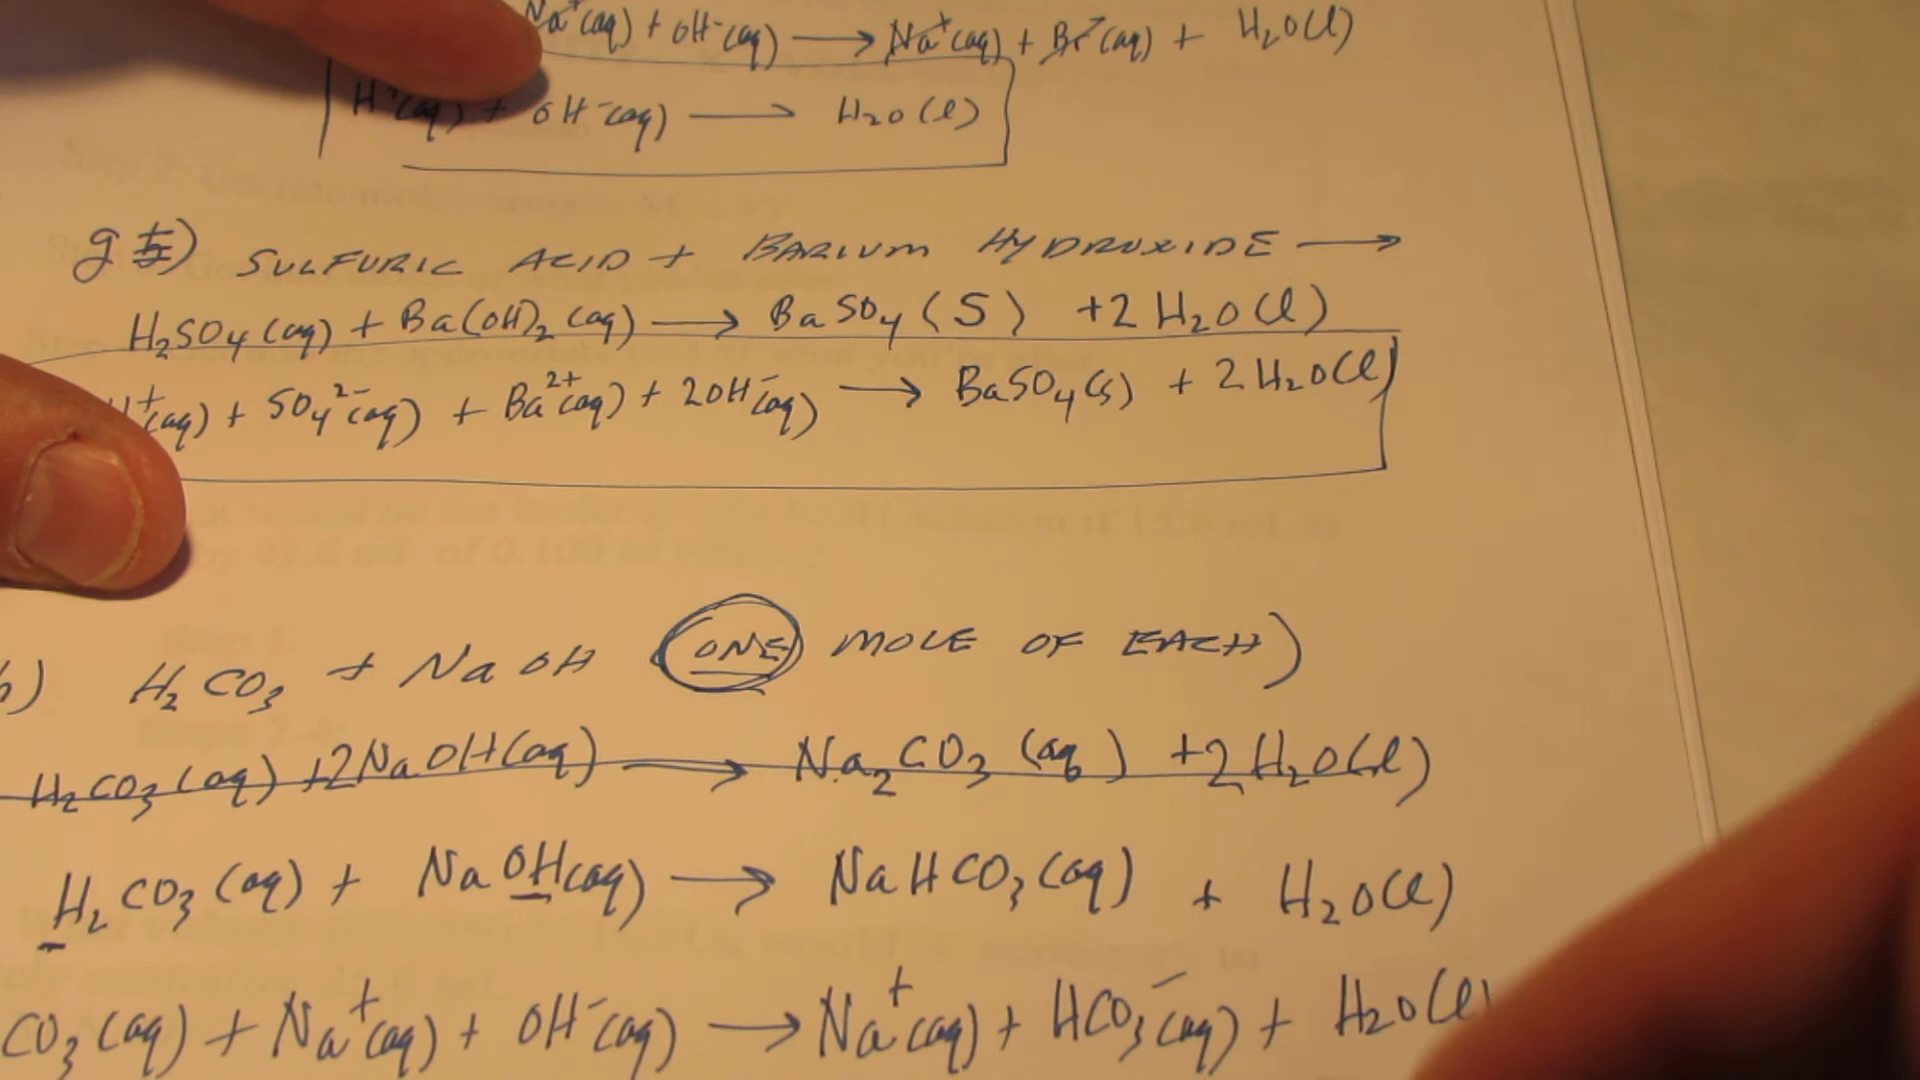 Na⁺(aq) + OH⁻(aq) → Na⁺(aq) + Br⁻(aq) + H₂O(l)
H⁺(aq) + OH⁻(aq) → H₂O(l)
g) SULFURIC ACID + BARIUM HYDROXIDE →
H₂SO₄(aq) + Ba(OH)₂(aq) → BaSO₄(S) +2H₂O(l)
⁺(aq) + SO₄²⁻(aq) + Ba²⁺(aq) + 2OH⁻(aq) → BaSO₄(s) + 2H₂O(l)
H₂CO₃ + NaOH (ONE MOLE OF EACH)
H₂CO₃(aq) +2NaOH(aq) → Na₂CO₃(aq) +2H₂O(l)
H₂CO₃(aq) + NaOH(aq) → NaHCO₃(aq) + H₂O(l)
CO₃(aq) + Na⁺(aq) + OH⁻(aq) → Na⁺(aq) + HCO₃⁻(aq) + H₂O(l)